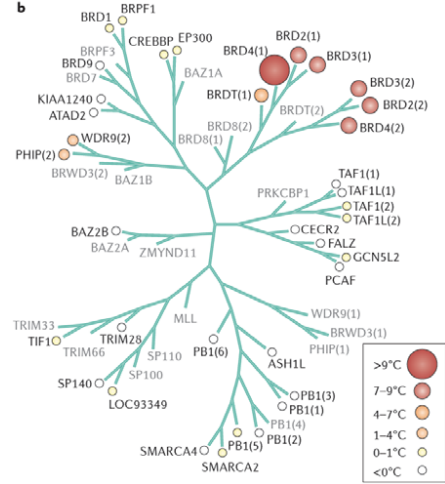 b
BRD1
BRPF1
BRPF3
BRD9
BRD7
KIAA1240
ATAD2
WDR9(2)
PHIP(2)
BRWD3(2)
BAZ1B
CREBBP
EP300
BAZ1A
BRD8(1)
BRD8(2)
BRD4(1)
BRD2(1)
BRD3(1)
BRDT(1)
BRDT(2)
BRD3(2)
BRD2(2)
BRD4(2)
PRKCBP1
TAF1(1)
TAF1L(1)
TAF1(2)
TAF1L(2)
CECR2
FALZ
GCN5L2
PCAF
BAZ2B
BAZ2A
ZMYND11
TRIM33
TIF1
TRIM66
TRIM28
MLL
SP110
SP100
SP140
LOC93349
PB1(6)
ASH1L
WDR9(1)
BRWD3(1)
PHIP(1)
PB1(3)
PB1(1)
PB1(4)
PB1(2)
PB1(5)
SMARCA4
SMARCA2
>9°C
7–9°C
4–7°C
1–4°C
0–1°C
<0°C